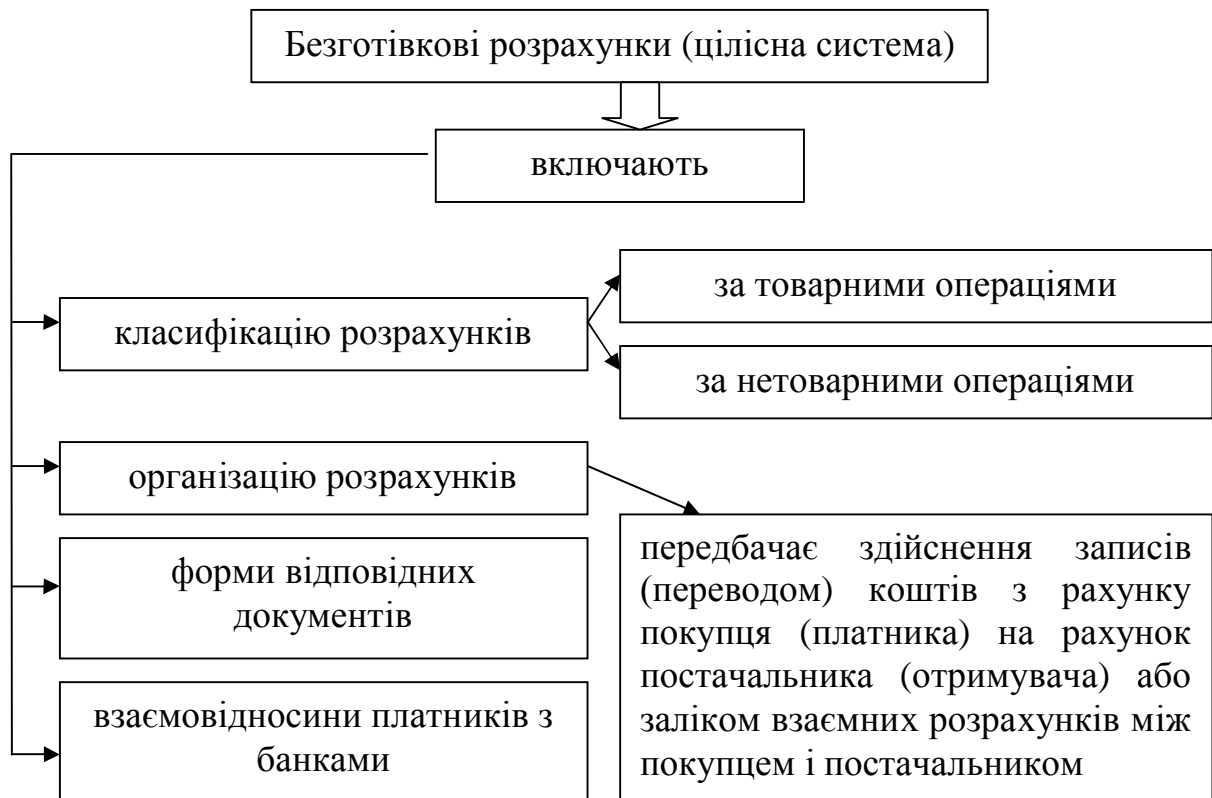 Безготівкові розрахунки (цілісна система)
включають
класифікацію розрахунків
за товарними операціями
за нетоварними операціями
організацію розрахунків
передбачає здійснення записів
(переводом) коштів з рахунку
покупця (платника) на рахунок
постачальника (отримувача) або
заліком взаємних розрахунків між
покупцем і постачальником
форми відповідних
документів
взаємовідносини платників з
банками